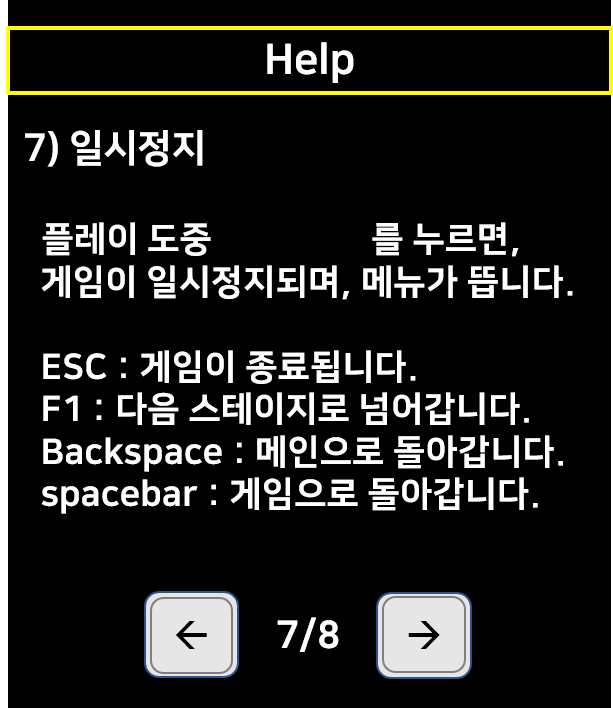 Help
7) 일시정지
플레이 도중 를 누르면,
게임이 일시정지되며, 메뉴가 뜹니다.
ESC : 게임이 종료됩니다.
F1 : 다음 스테이지로 넘어갑니다.
Backspace : 메인으로 돌아갑니다.
spacebar : 게임으로 돌아갑니다.
← 7/8 →